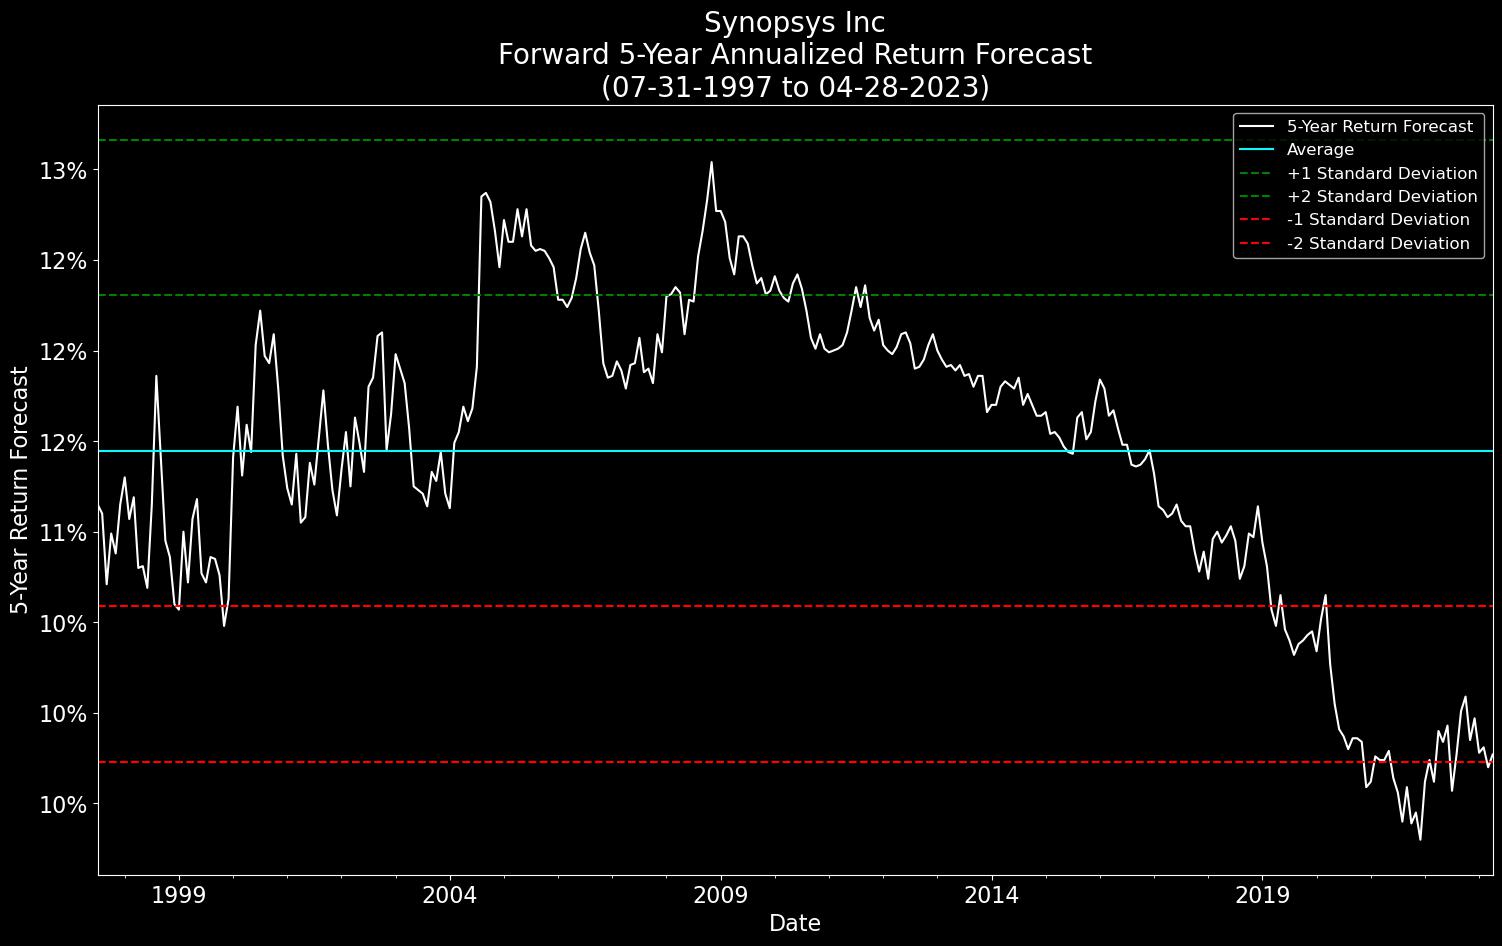 Synopsys Inc
Forward 5-Year Annualized Return Forecast
(07-31-1997 to 04-28-2023)
5-Year Return Forecast
Average
+1 Standard Deviation
+2 Standard Deviation
-1 Standard Deviation
-2 Standard Deviation
13%
12%
12%
12%
11%
10%
10%
10%
5-Year Return Forecast
1999
2004
2009
2014
2019
Date